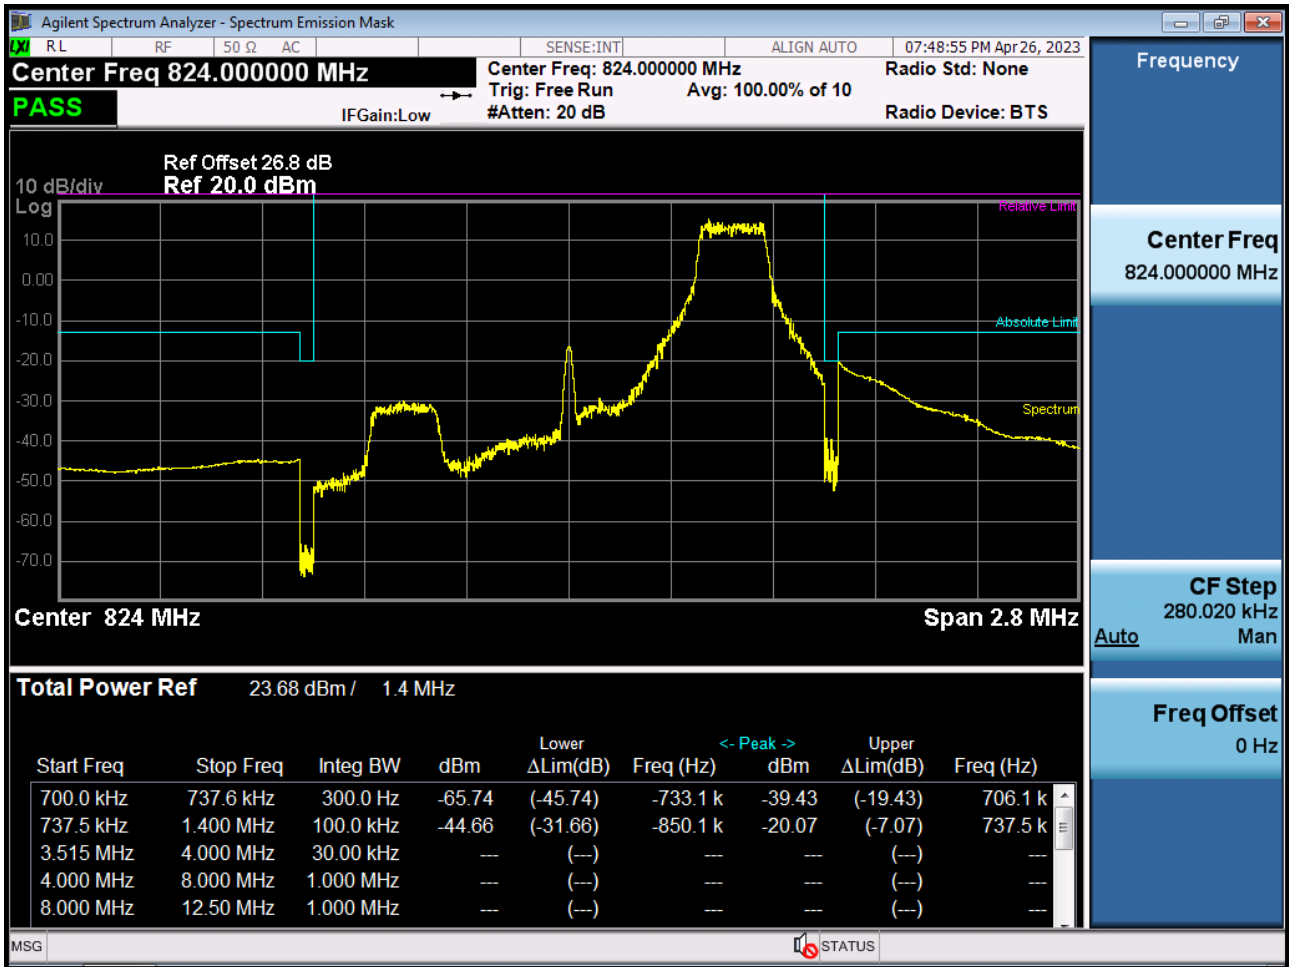 Agilent Spectrum Analyzer - Spectrum Emission Mask
LXI RL RF 50 Ω AC SENSE:INT ALIGN AUTO 07:48:55 PM Apr 26, 2023
Center Freq 824.000000 MHz
Center Freq: 824.000000 MHz Radio Std: None
Trig: Free Run Avg: 100.00% of 10
PASS IFGain:Low #Atten: 20 dB Radio Device: BTS
Ref Offset 26.8 dB
10 dB/div Ref 20.0 dBm
Log
Relative Limit
10.0
0.00
-10.0
Absolute Limit
-20.0
-30.0
Spectrum
-40.0
-50.0
-60.0
-70.0
Center 824 MHz Span 2.8 MHz
Total Power Ref 23.68 dBm / 1.4 MHz
Lower <- Peak -> Upper
Start Freq Stop Freq Integ BW dBm ΔLim(dB) Freq (Hz) dBm ΔLim(dB) Freq (Hz)
700.0 kHz 737.6 kHz 300.0 Hz -65.74 (-45.74) -733.1 k -39.43 (-19.43) 706.1 k
737.5 kHz 1.400 MHz 100.0 kHz -44.66 (-31.66) -850.1 k -20.07 (-7.07) 737.5 k
3.515 MHz 4.000 MHz 30.00 kHz --- (---) --- --- (---) ---
4.000 MHz 8.000 MHz 1.000 MHz --- (---) --- --- (---) ---
8.000 MHz 12.50 MHz 1.000 MHz --- (---) --- --- (---) ---
MSG STATUS
Frequency
Center Freq
824.000000 MHz
CF Step
280.020 kHz
Auto Man
Freq Offset
0 Hz